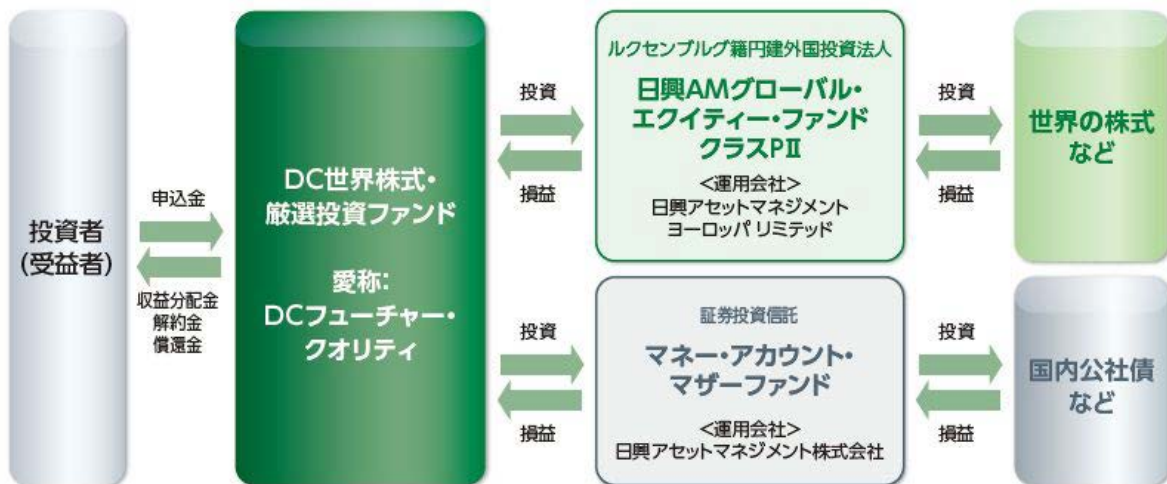 投資者
(受益者)
申込金
収益分配金
解約金
償還金
DC世界株式・
厳選投資ファンド
愛称:
DCフューチャー・
クオリティ
投資
損益
ルクセンブルグ籍円建外国投資法人
日興AMグローバル・
エクイティー・ファンド
クラスPⅡ
<運用会社>
日興アセットマネジメント
ヨーロッパ リミテッド
投資
損益
世界の株式
など
投資
損益
証券投資信託
マネー・アカウント・
マザーファンド
<運用会社>
日興アセットマネジメント株式会社
投資
損益
国内公社債
など